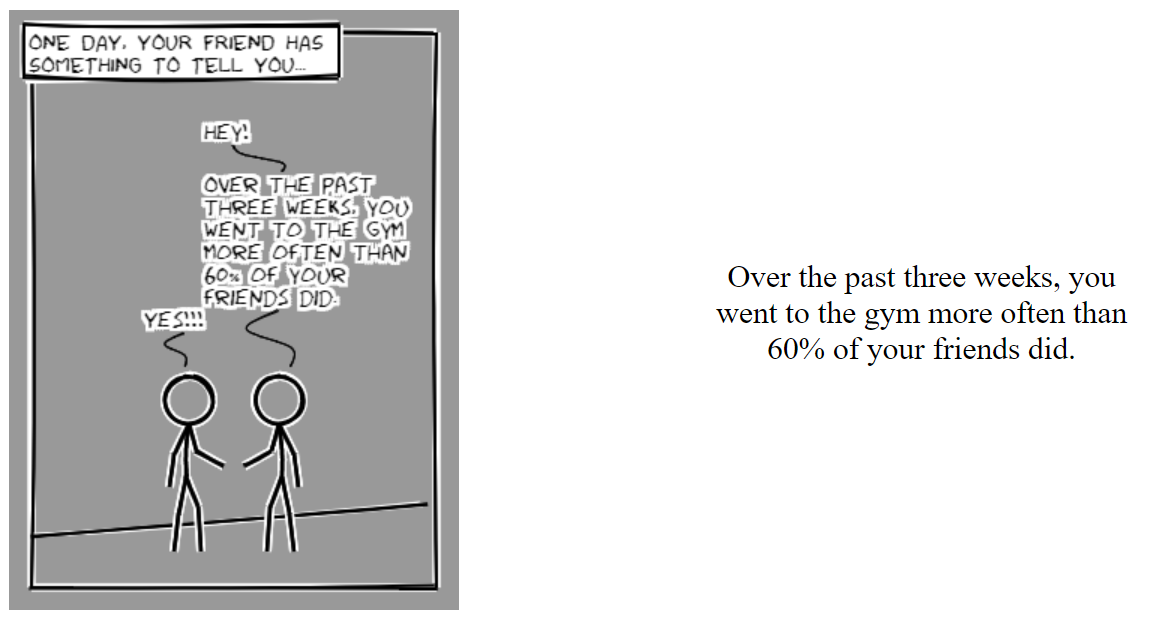 ONE DAY, YOUR FRIEND HAS
SOMETHING TO TELL YOU...
HEY!
OVER THE PAST
THREE WEEKS, YOU
WENT TO THE GYM
MORE OFTEN THAN
60% OF YOUR
FRIENDS DID.
YES!!!
Over the past three weeks, you
went to the gym more often than
60% of your friends did.